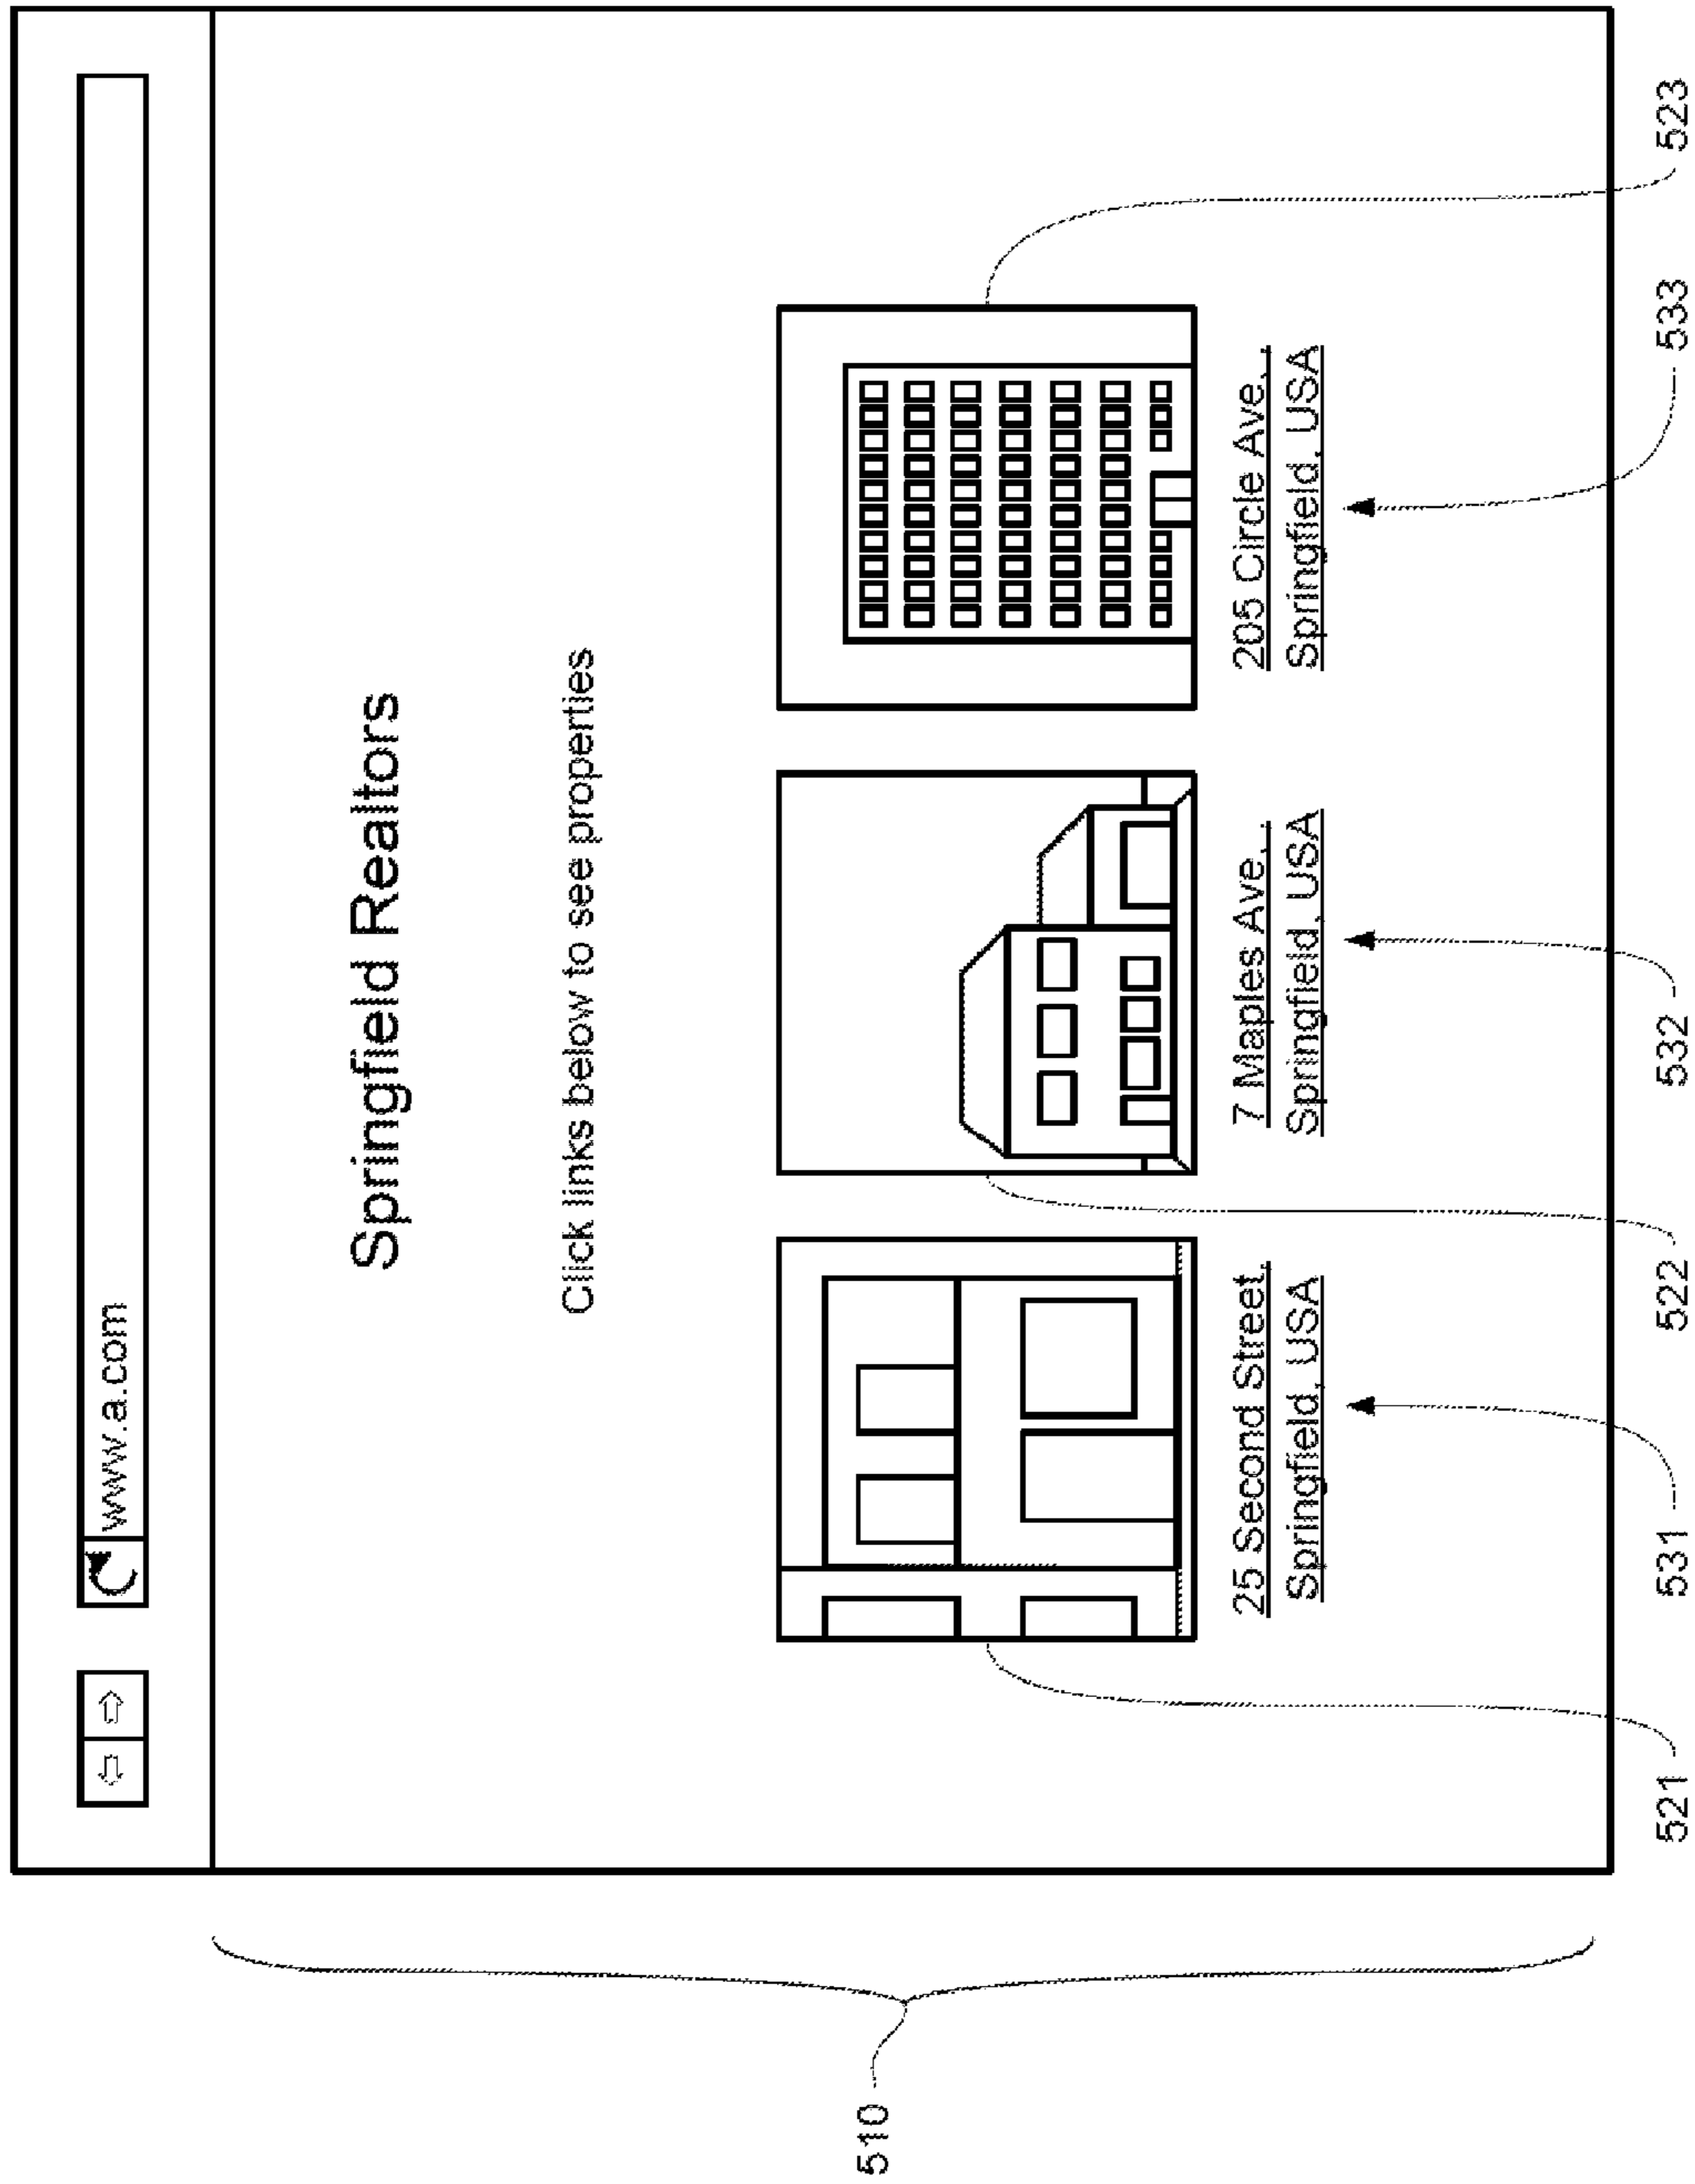 www.a.com
Springfield Realtors
Click links below to see properties
25 Second Street,
Springfield, USA
7 Maples Ave.,
Springfield, USA
205 Circle Ave.,
Springfield, USA
510
521
531
522
532
533
523